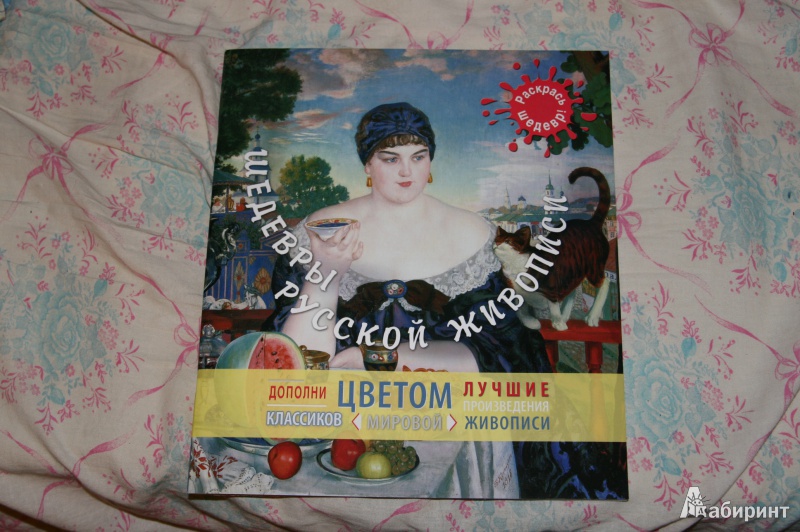 Раскрась
шедевр!
ШЕДЕВРЫ
РУССКОЙ ЖИВОПИСИ
ДОПОЛНИ ЦВЕТОМ ЛУЧШИЕ
ПРОИЗВЕДЕНИЯ
КЛАССИКОВ МИРОВОЙ ЖИВОПИСИ
Лабиринт